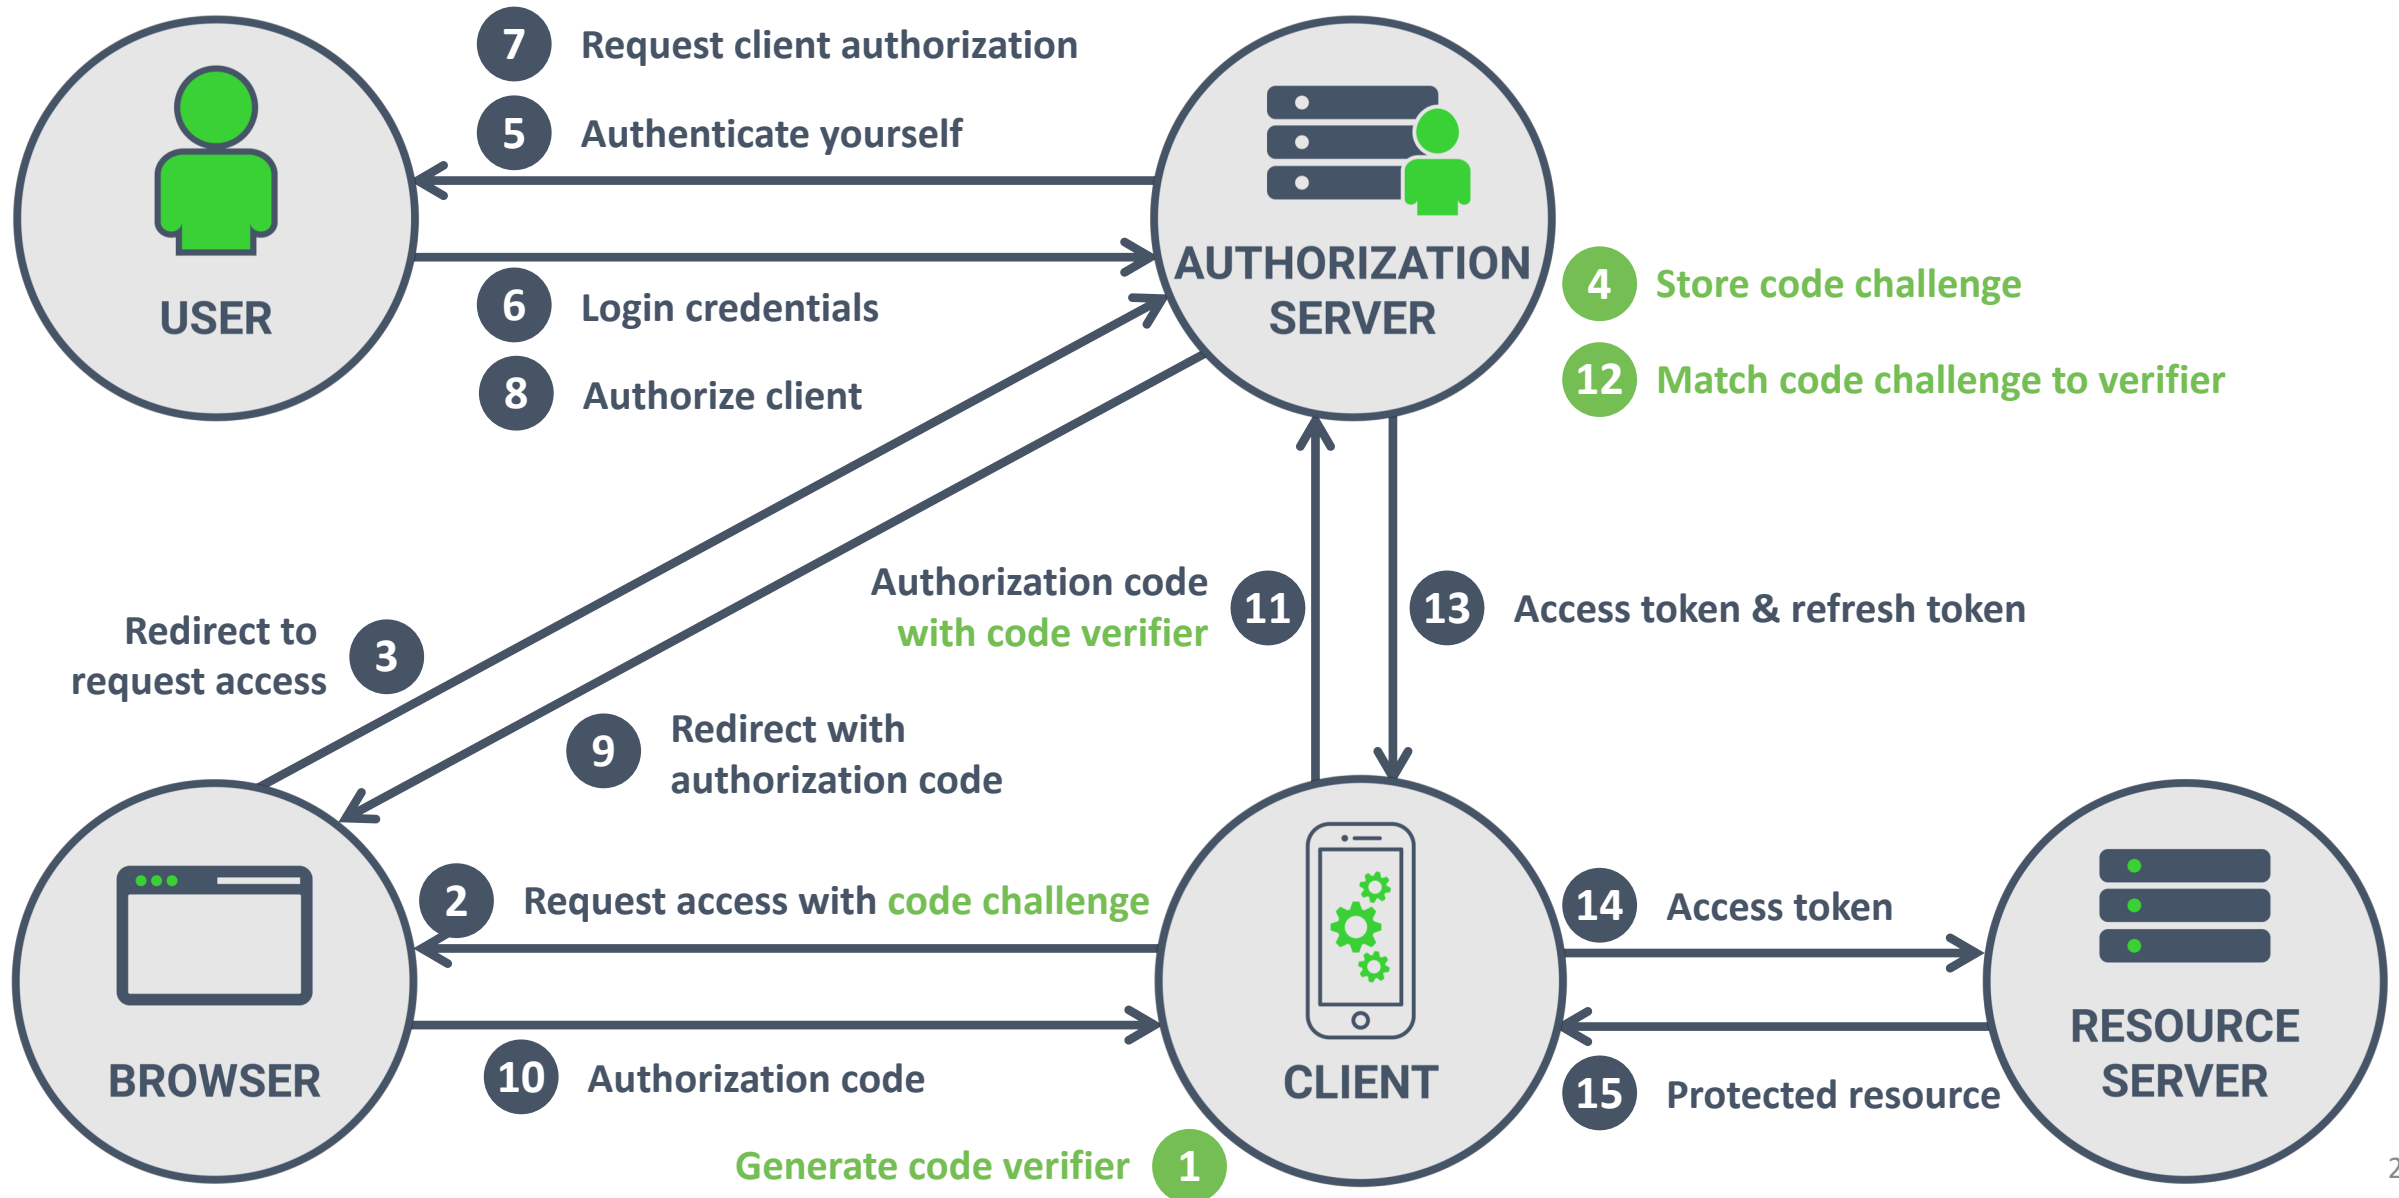 7 Request client authorization
5 Authenticate yourself
USER
6 Login credentials
8 Authorize client
AUTHORIZATION
SERVER
4 Store code challenge
12 Match code challenge to verifier
Redirect to
request access
3
9
Redirect with
authorization code
Authorization code
with code verifier
11
13 Access token & refresh token
BROWSER
2 Request access with code challenge
10 Authorization code
CLIENT
Generate code verifier 1
14 Access token
15 Protected resource
RESOURCE
SERVER
2